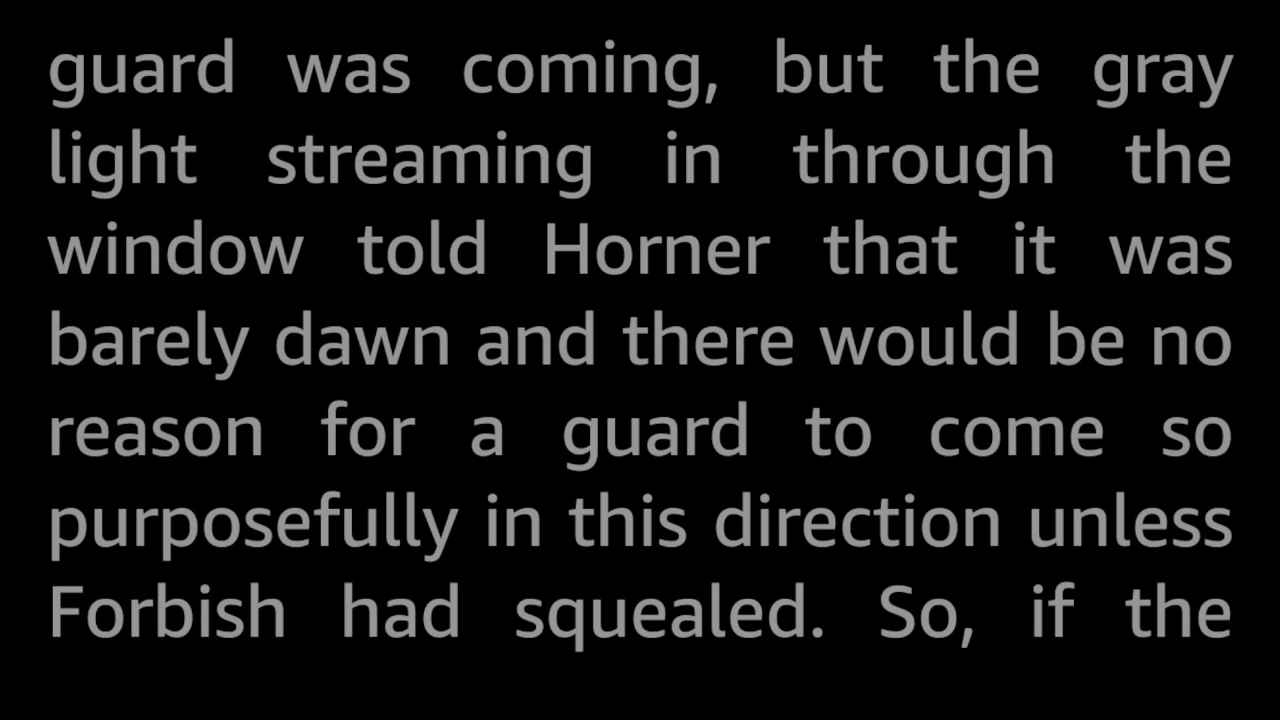 guard was coming, but the gray
light streaming in through the
window told Horner that it was
barely dawn and there would be no
reason for a guard to come so
purposefully in this direction unless
Forbish had squealed. So, if the